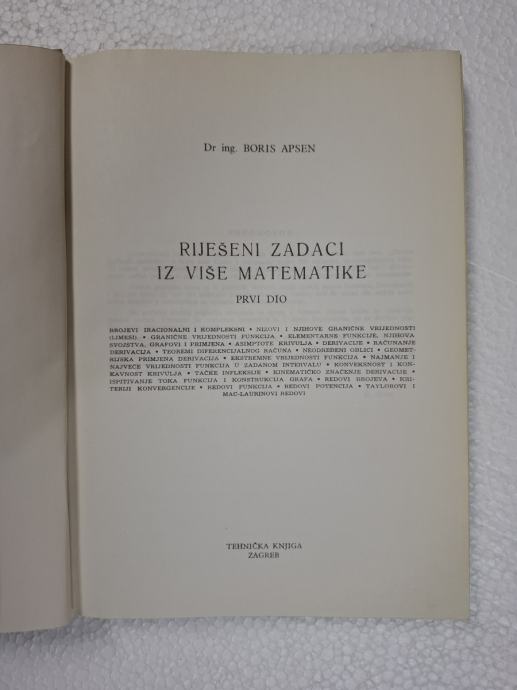 Dr ing. BORIS APSEN
RIJEŠENI ZADACI
IZ VIŠE MATEMATIKE
PRVI DIO
BROJEVI IRACIONALNI I KOMPLEKSNI • NIZOVI I NJIHOVE GRANIČNE VRIJEDNOSTI
(LIMESI) • GRANIČNE VRIJEDNOSTI FUNKCIJA • ELEMENTARNE FUNKCIJE, NJIHOVA
SVOJSTVA, GRAFOVI I PRIMJENA • ASIMPTOTE KRIVULJA • DERIVACIJE • RAČUNANJE
DERIVACIJA • TEOREMI DIFERENCIJALNOG RAČUNA • NEODREĐENI OBLICI • GEOMET-
RIJSKA PRIMJENA DERIVACIJA • EKSTREMNE VRIJEDNOSTI FUNKCIJA • NAJMANJE I
NAJVEĆE VRIJEDNOSTI FUNKCIJA U ZADANOM INTERVALU • KONVEKSNOST I KON-
KAVNOST KRIVULJA • TAČKE INFLEKSIJE • KINEMATIČKO ZNAČENJE DERIVACIJE •
ISPITIVANJE TOKA FUNKCIJA I KONSTRUKCIJA GRAFA • REDOVI BROJEVA • KRI-
TERIJI KONVERGENCIJE • REDOVI FUNKCIJA • REDOVI POTENCIJA • TAYLOROVI I
MAC-LAURINOVI REDOVI
TEHNIČKA KNJIGA
ZAGREB